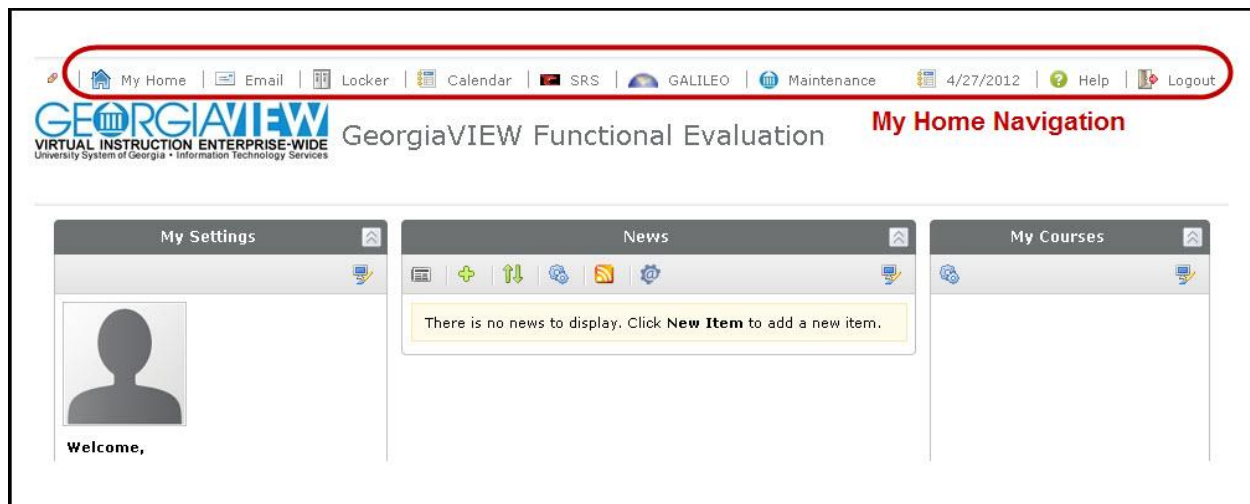 My Home | Email | Locker | Calendar | SRS | GALILEO | Maintenance 4/27/2012 | Help | Logout
GEORGIAVIEW
VIRTUAL INSTRUCTION ENTERPRISE-WIDE
University System of Georgia • Information Technology Services
GeorgiaVIEW Functional Evaluation
My Home Navigation
My Settings
News
My Courses
There is no news to display. Click New Item to add a new item.
Welcome,